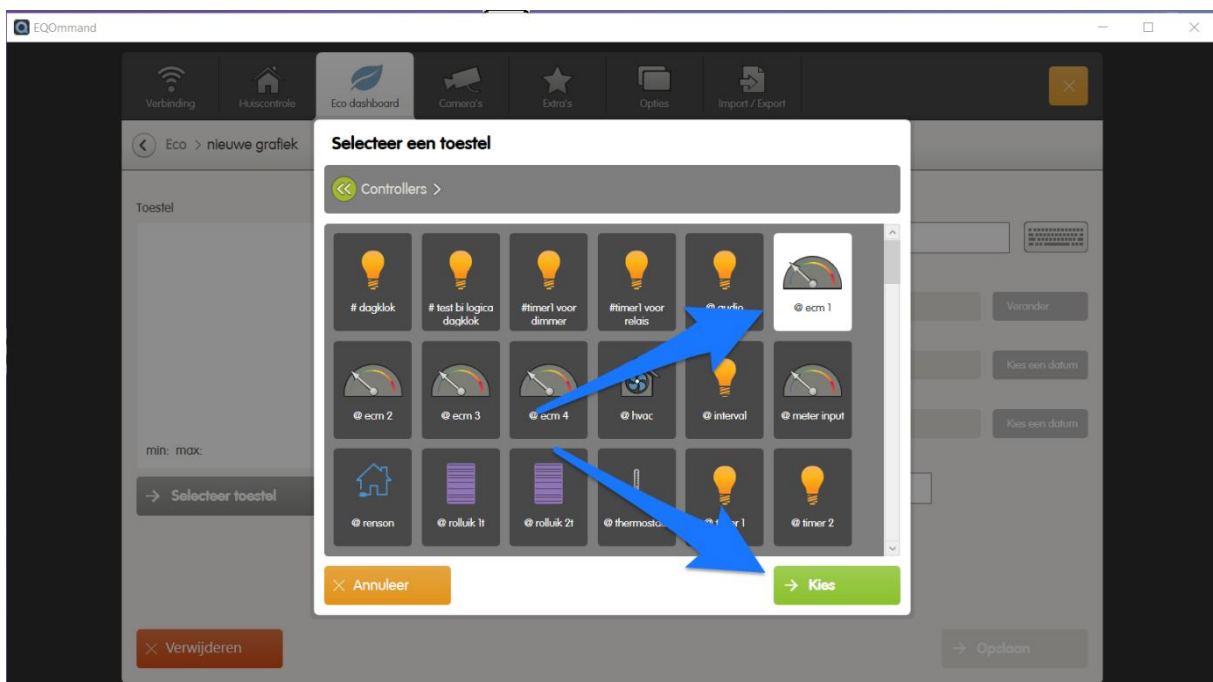 EQOmmand
Verbinding
Huiscontrole
Eco dashboard
Camera's
Extra's
Opties
Import / Export
Eco > nieuwe grafiek
Selecteer een toestel
Controllers >
Toestel
# dagklok
# test bi logica
dagklok
#timer1 voor
dimmer
#timer1 voor
relais
@ audio
@ ecm 1
Verander
@ ecm 2
@ ecm 3
@ ecm 4
@ hvac
@ interval
@ meter input
Kies een datum
Kies een datum
min: max:
Selecteer toestel
@ renson
@ rolluik 1t
@ rolluik 2t
@ timer 2
Annuleer
Kies
Verwijderen
Opslaan